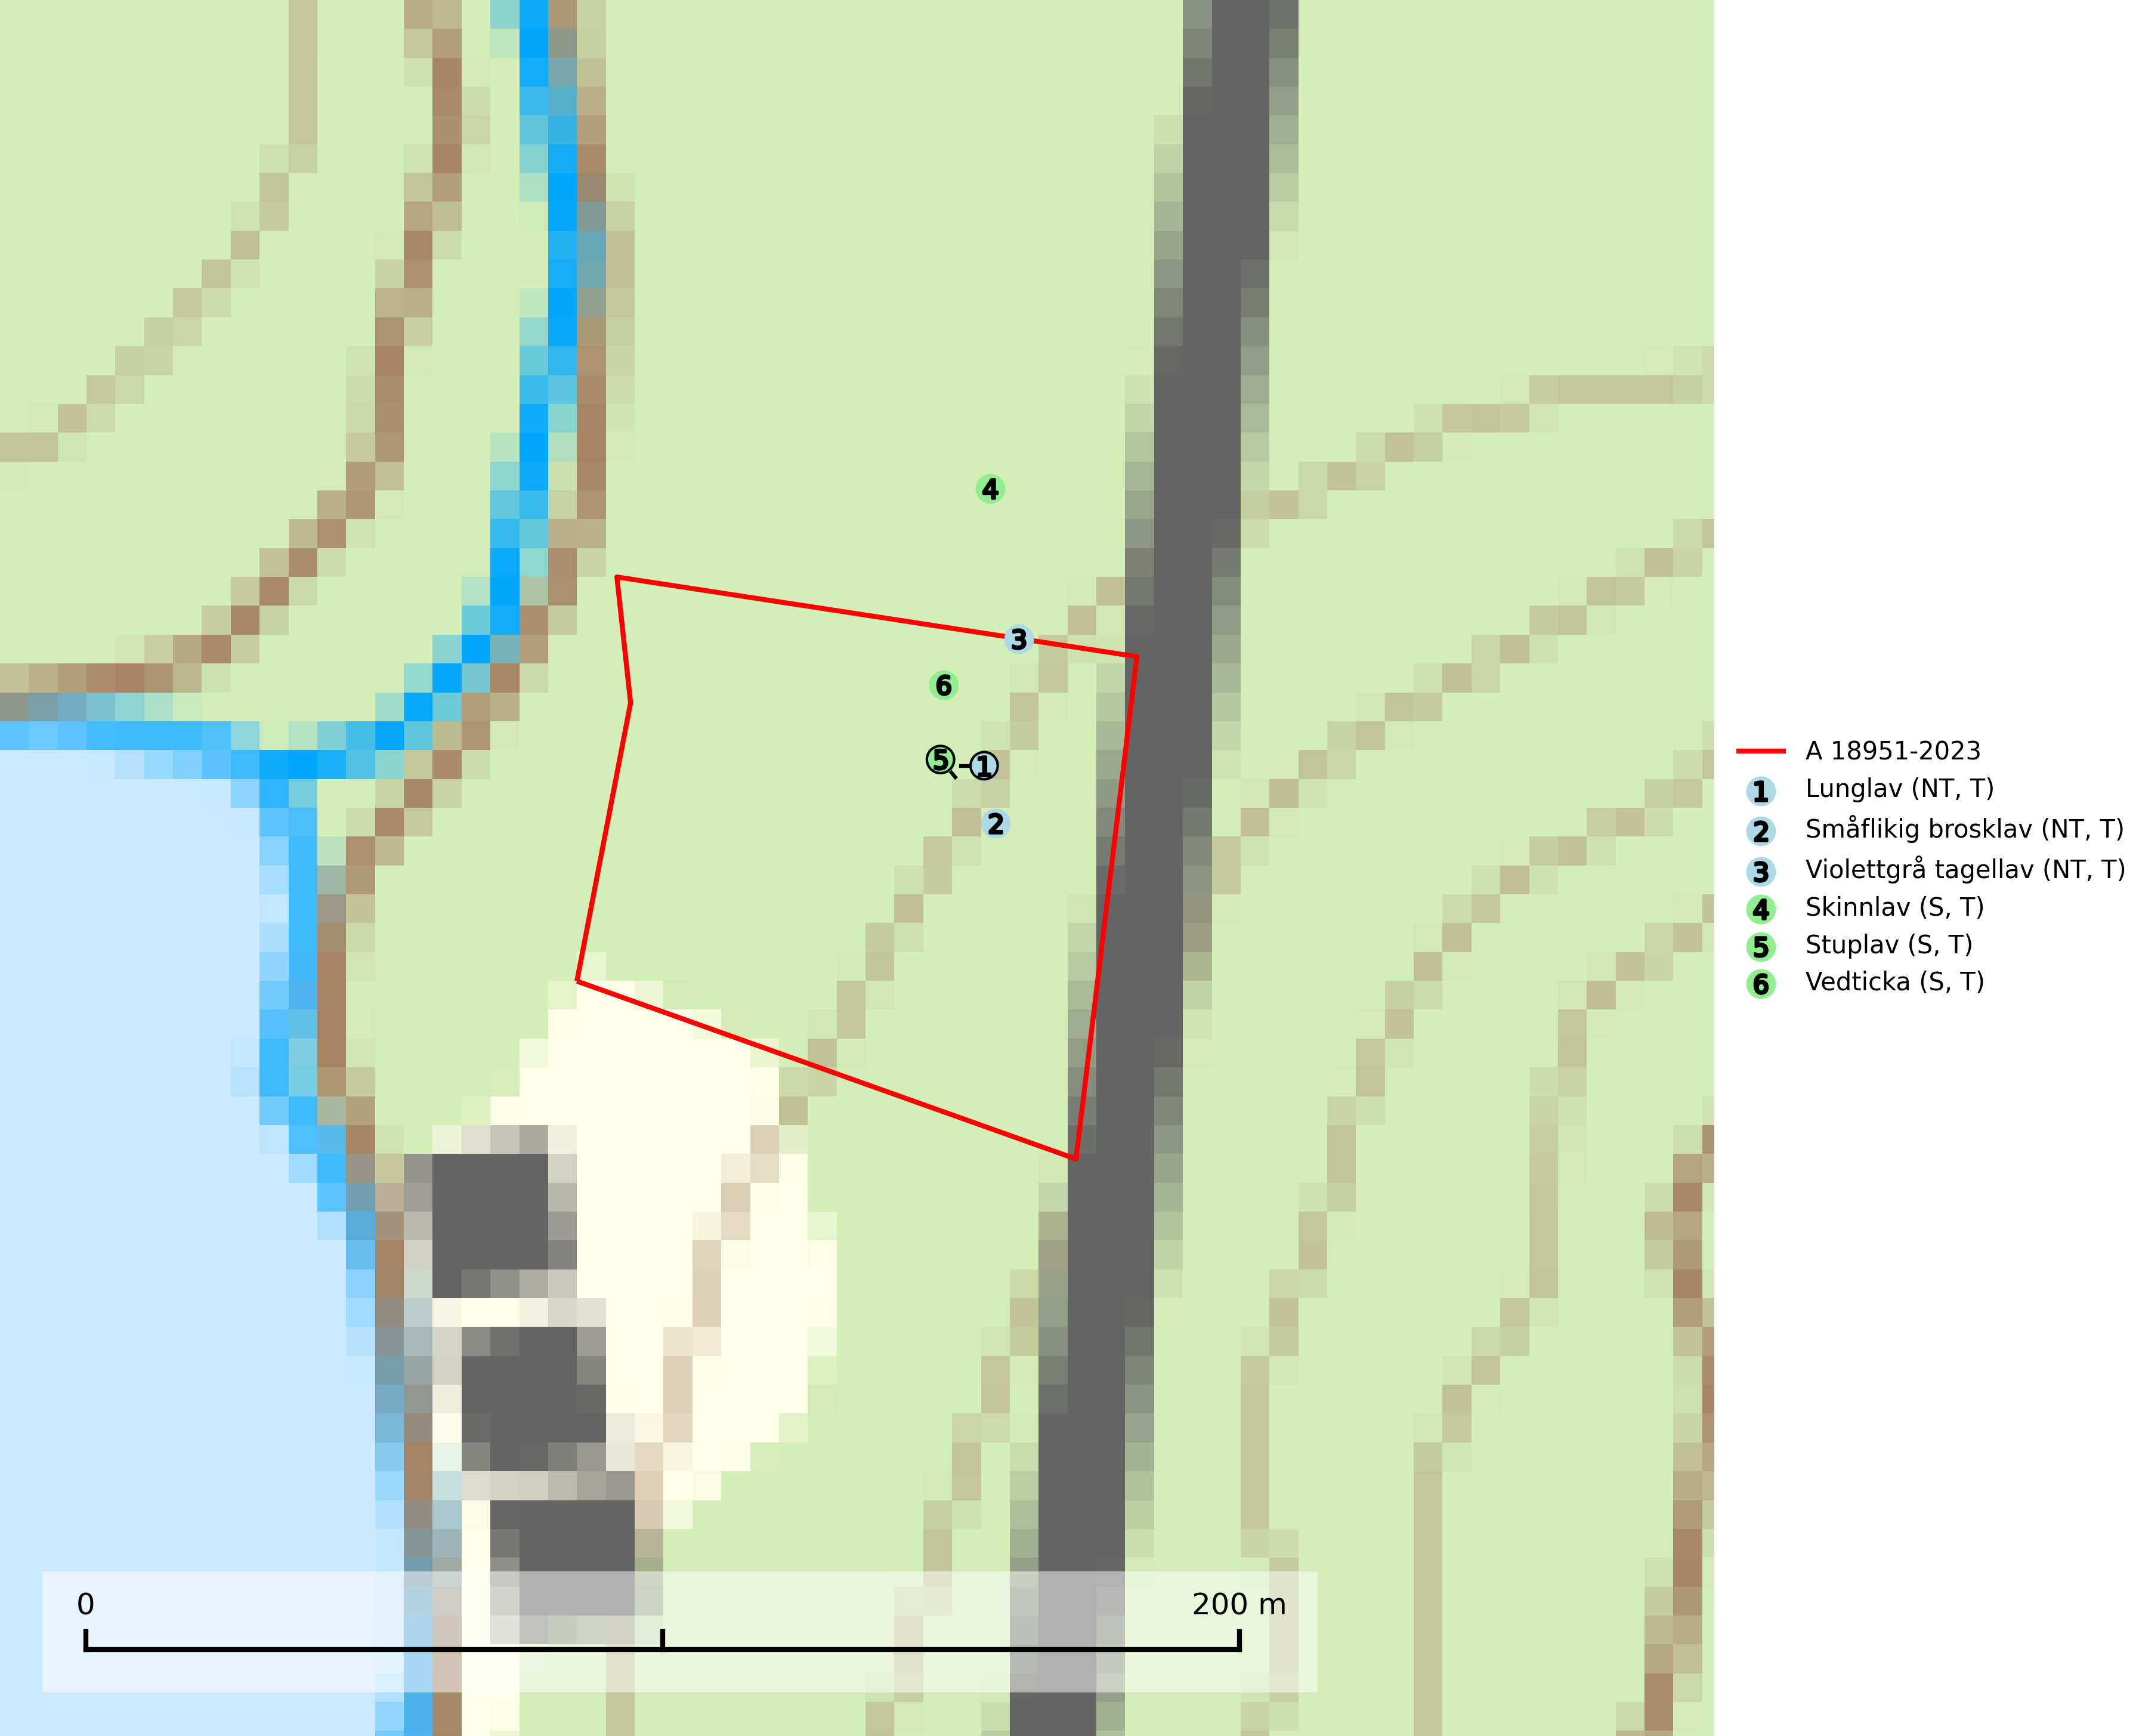 4
3
6
5
1
2
A 18951-2023
1 Lunglav (NT, T)
2 Småflikig brosklav (NT, T)
3 Violettgrå tagellav (NT, T)
4 Skinnlav (S, T)
5 Stuplav (S, T)
6 Vedticka (S, T)
0 200 m